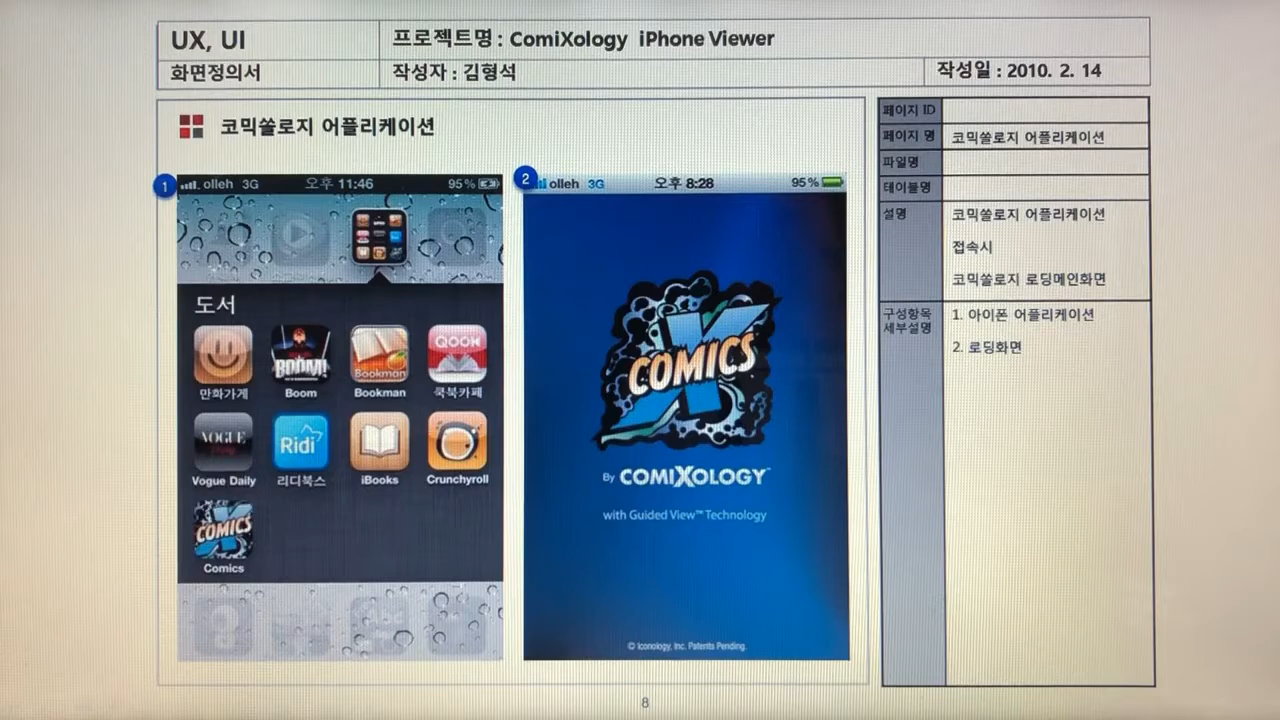 UX, UI
프로젝트명 : ComiXology iPhone Viewer
화면정의서
작성자 : 김형석
작성일 : 2010. 2. 14
코믹쏠로지 어플리케이션
1
olleh 3G 오후 11:46 95%
도서
BOOM!
Bookman
QOOK
만화가게 Boom Bookman 쿡북카페
VOGUE
Ridi
Vogue Daily 리디북스 iBooks Crunchyroll
COMICS
Comics
2
olleh 3G 오후 8:28 95%
COMICS
By COMIXOLOGY™
with Guided View™ Technology
© Iconology, Inc. Patents Pending.
페이지 ID
페이지 명 코믹쏠로지 어플리케이션
파일명
테이블명
설명 코믹쏠로지 어플리케이션
접속시
코믹쏠로지 로딩메인화면
구성항목
세부설명
1. 아이폰 어플리케이션
2. 로딩화면
8